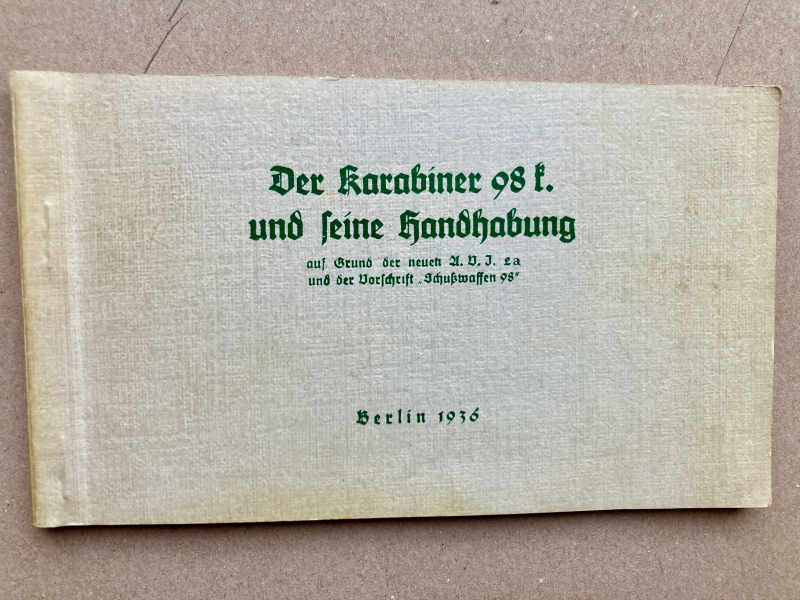 Der Karabiner 98 k.
und seine Handhabung
auf Grund der neuen A. V. I. 2a
und der Vorschrift „Schußwaffen 98“
Berlin 1936